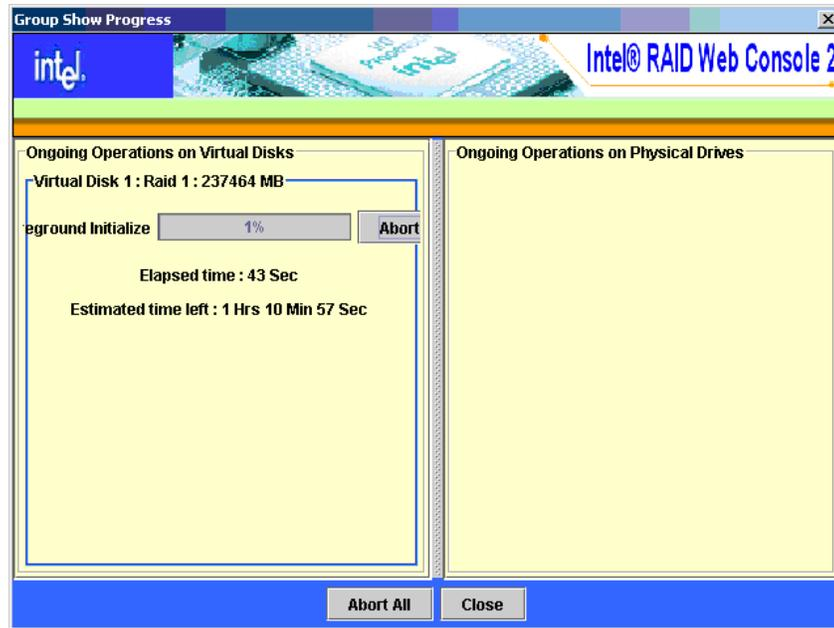 Group Show Progress
intel.
I/O
Processor
intel
Intel® RAID Web Console 2
Ongoing Operations on Virtual Disks
Virtual Disk 1 : Raid 1 : 237464 MB
eground Initialize 1% Abort
Elapsed time : 43 Sec
Estimated time left : 1 Hrs 10 Min 57 Sec
Ongoing Operations on Physical Drives
Abort All Close